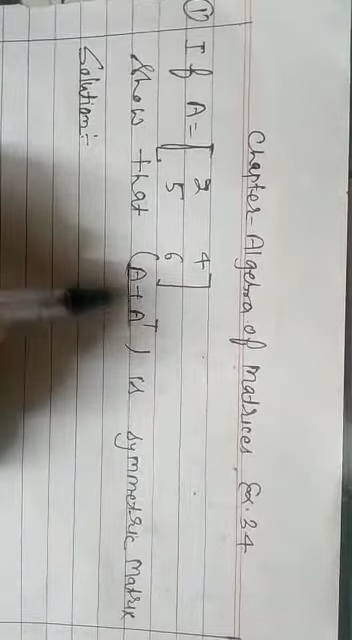 Chapter-Algebra of Matrices Ex. 3.4
① If A = [ 2 4
5 6 ]
show that (A+Aᵀ) is symmetric Matrix
Solution:-